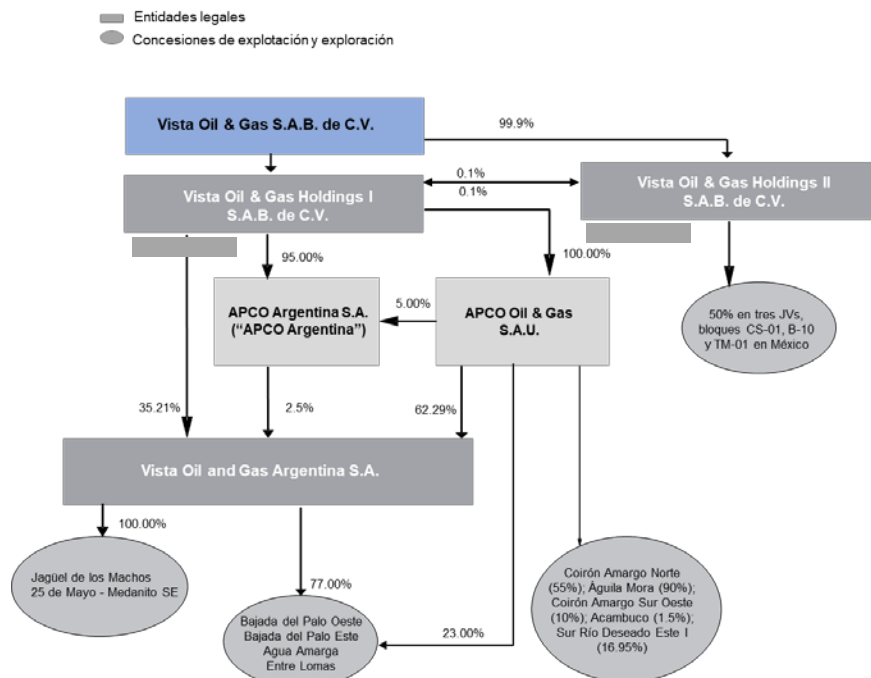 Entidades legales
Concesiones de explotación y exploración
Vista Oil & Gas S.A.B. de C.V.
99.9%
0.1%
0.1%
Vista Oil & Gas Holdings I
S.A.B. de C.V.
Vista Oil & Gas Holdings II
S.A.B. de C.V.
95.00%
100.00%
APCO Argentina S.A.
("APCO Argentina")
5.00%
APCO Oil & Gas
S.A.U.
50% en tres JVs,
bloques CS-01, B-10
y TM-01 en México
35.21%
2.5%
62.29%
Vista Oil and Gas Argentina S.A.
100.00%
Jagüel de los Machos
25 de Mayo - Medanito SE
77.00%
Bajada del Palo Oeste
Bajada del Palo Este
Agua Amarga
Entre Lomas
23.00%
Coirón Amargo Norte
(55%); Águila Mora (90%);
Coirón Amargo Sur Oeste
(10%); Acambuco (1.5%);
Sur Río Deseado Este I
(16.95%)